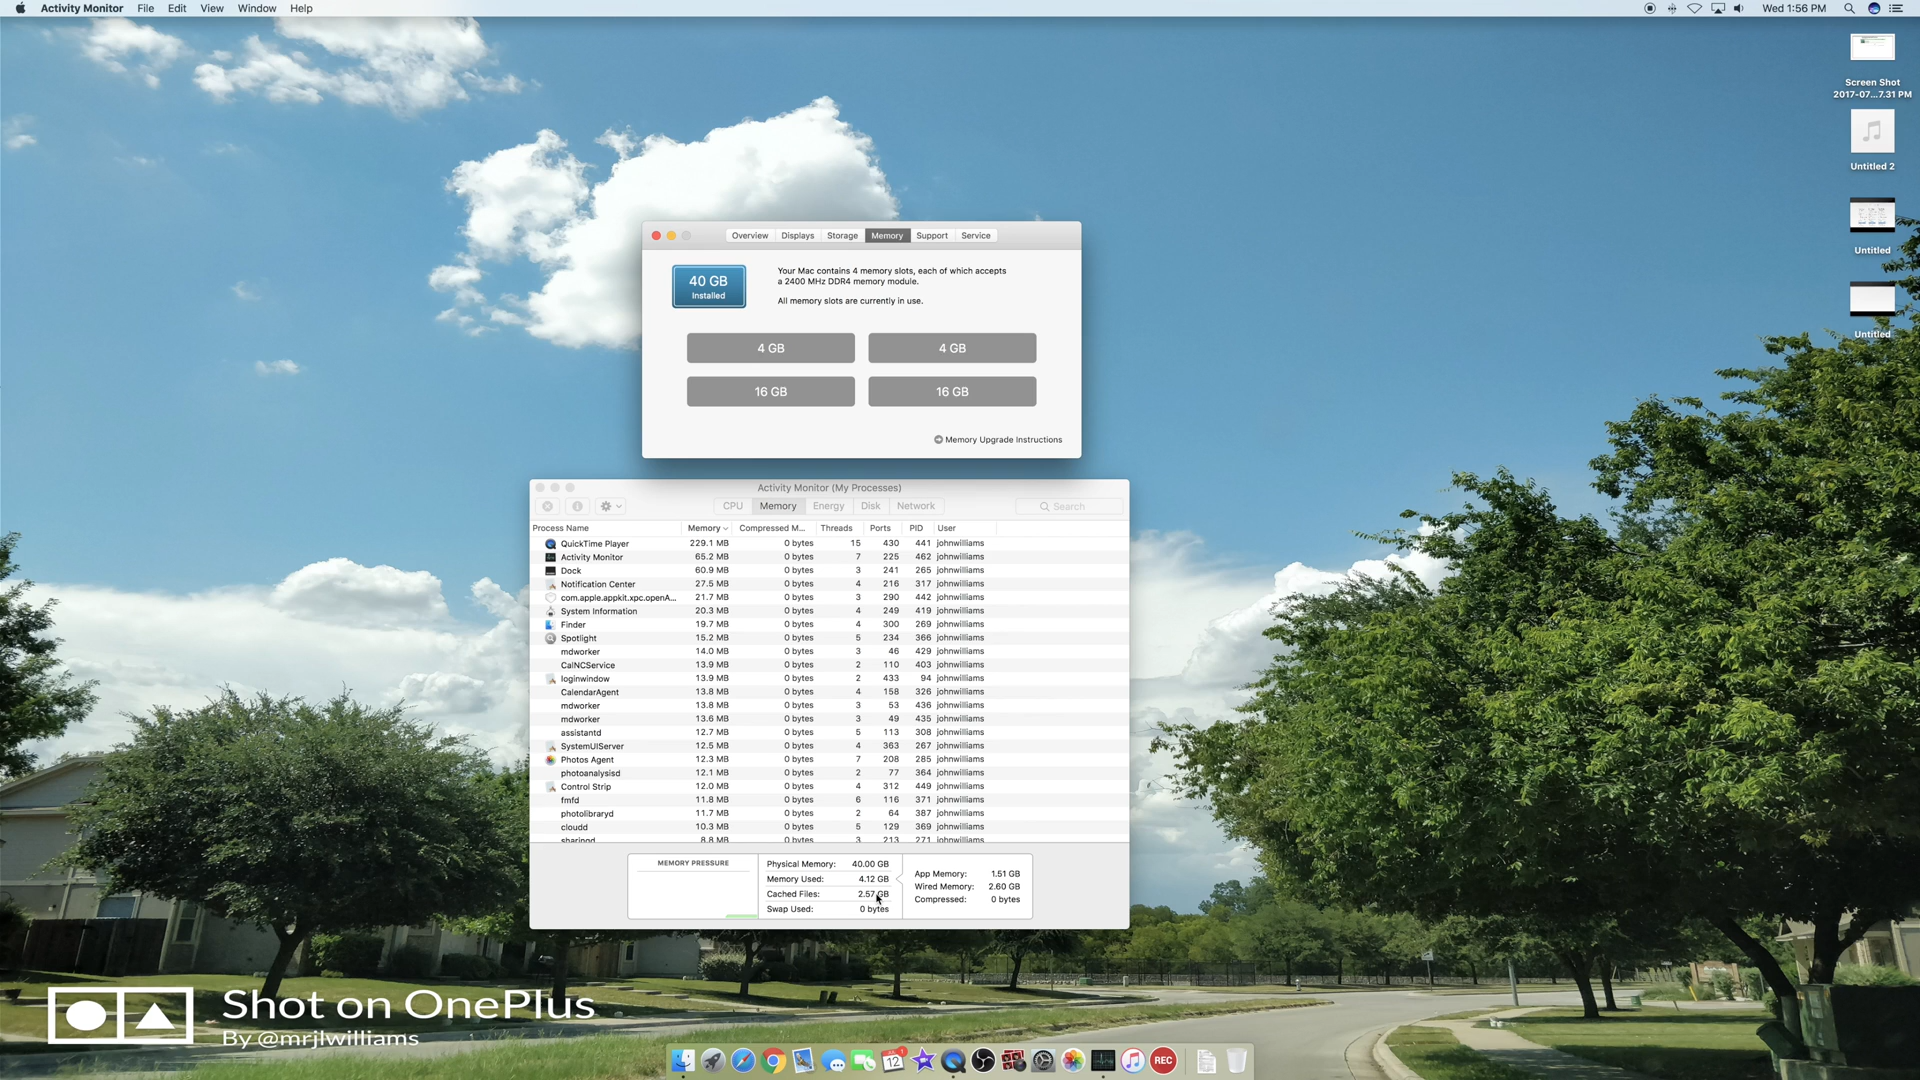 Activity Monitor File Edit View Window Help
Wed 1:56 PM
Screen Shot
2017-07...7.31 PM
Untitled 2
Untitled
Untitled
Overview Displays Storage Memory Support Service
40 GB
Installed
Your Mac contains 4 memory slots, each of which accepts
a 2400 MHz DDR4 memory module.
All memory slots are currently in use.
4 GB 4 GB
16 GB 16 GB
Memory Upgrade Instructions
Activity Monitor (My Processes)
CPU Memory Energy Disk Network
Search
Process Name Memory Compressed M... Threads Ports PID User
QuickTime Player 229.1 MB 0 bytes 15 430 441 johnwilliams
Activity Monitor 65.2 MB 0 bytes 7 225 462 johnwilliams
Dock 60.9 MB 0 bytes 3 241 265 johnwilliams
Notification Center 27.5 MB 0 bytes 4 216 317 johnwilliams
com.apple.appkit.xpc.openA... 21.7 MB 0 bytes 3 290 442 johnwilliams
System Information 20.3 MB 0 bytes 4 249 419 johnwilliams
Finder 19.7 MB 0 bytes 4 300 269 johnwilliams
Spotlight 15.2 MB 0 bytes 5 234 366 johnwilliams
mdworker 14.0 MB 0 bytes 3 46 429 johnwilliams
CalNCService 13.9 MB 0 bytes 2 110 403 johnwilliams
loginwindow 13.9 MB 0 bytes 2 433 94 johnwilliams
CalendarAgent 13.8 MB 0 bytes 4 158 326 johnwilliams
mdworker 13.8 MB 0 bytes 3 53 436 johnwilliams
mdworker 13.6 MB 0 bytes 3 49 435 johnwilliams
assistantd 12.7 MB 0 bytes 5 113 308 johnwilliams
SystemUIServer 12.5 MB 0 bytes 4 363 267 johnwilliams
Photos Agent 12.3 MB 0 bytes 7 208 285 johnwilliams
photoanalysisd 12.1 MB 0 bytes 2 77 364 johnwilliams
Control Strip 12.0 MB 0 bytes 4 312 449 johnwilliams
fmfd 11.8 MB 0 bytes 6 116 371 johnwilliams
photolibraryd 11.7 MB 0 bytes 2 64 387 johnwilliams
cloudd 10.3 MB 0 bytes 5 129 369 johnwilliams
sharingd 8.8 MB 0 bytes 3 213 271 johnwilliams
MEMORY PRESSURE
Physical Memory: 40.00 GB
Memory Used: 4.12 GB
Cached Files: 2.57 GB
Swap Used: 0 bytes
App Memory: 1.51 GB
Wired Memory: 2.60 GB
Compressed: 0 bytes
Shot on OnePlus
By @mrjlwilliams
12
REC